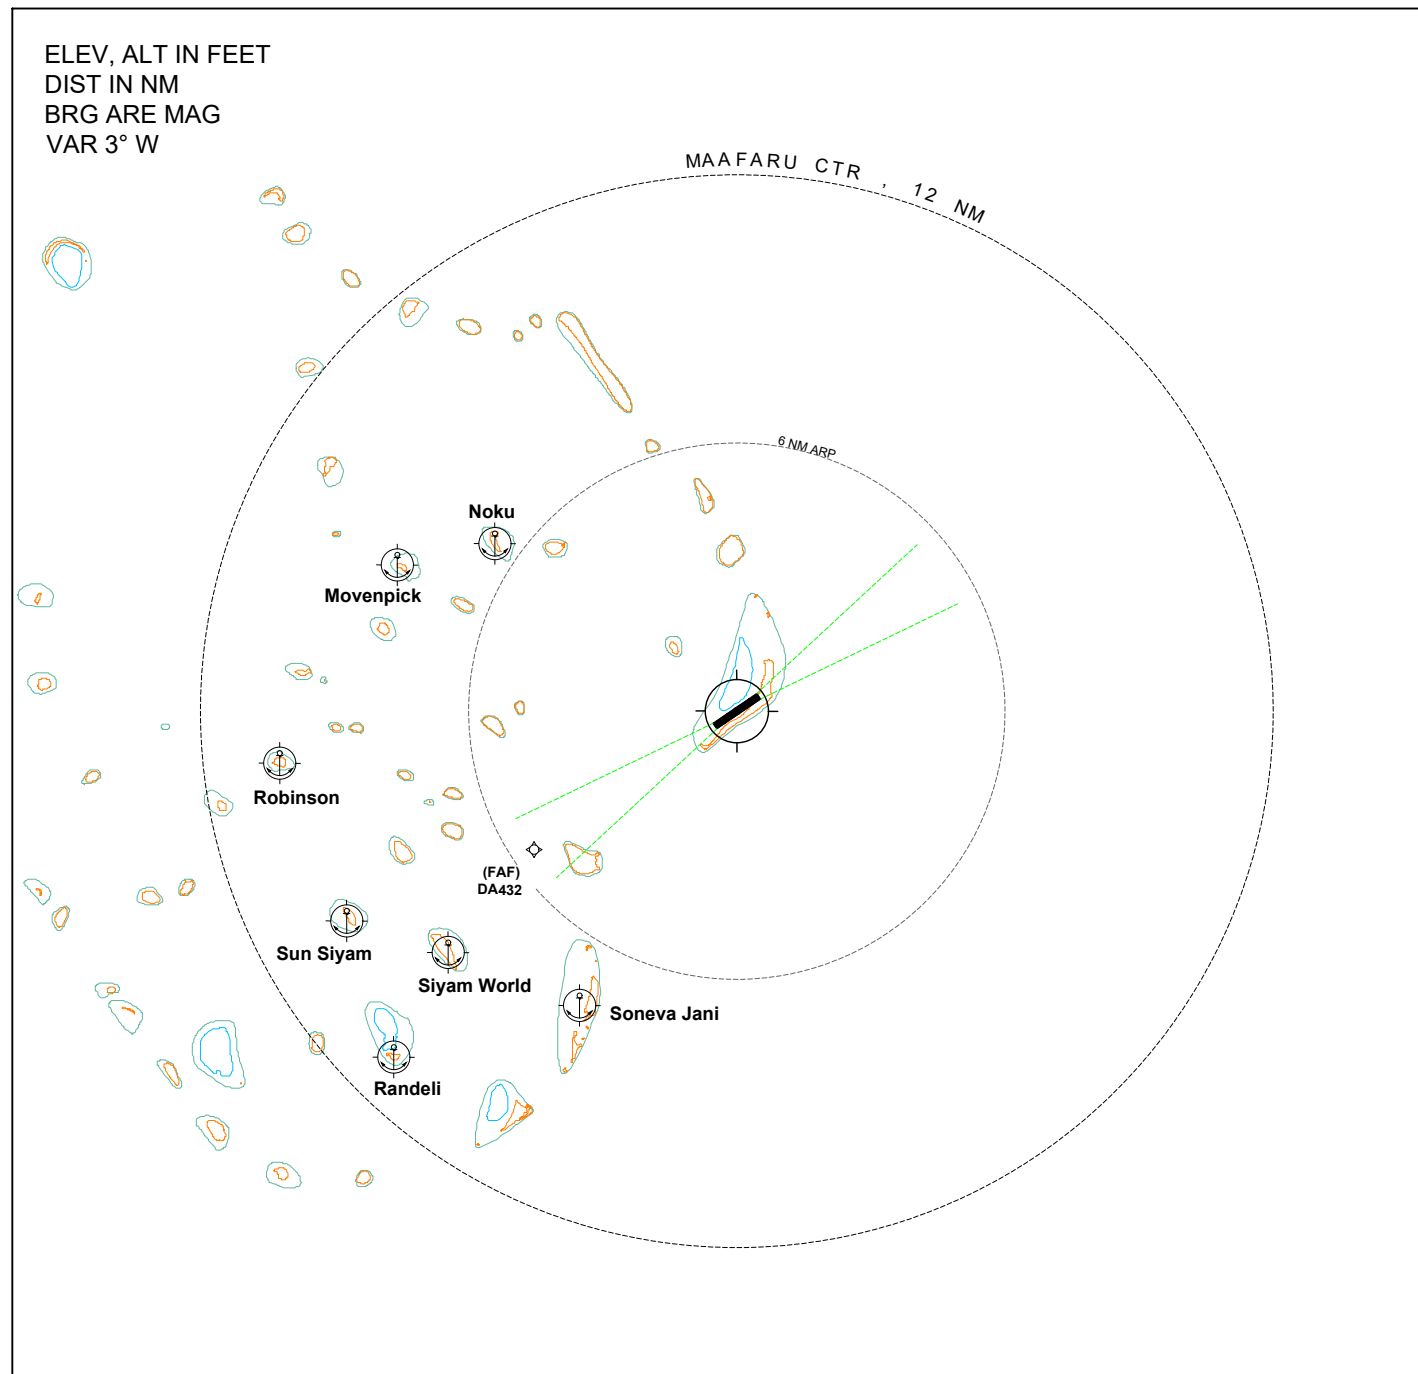 ELEV, ALT IN FEET
DIST IN NM
BRG ARE MAG
VAR 3° W
MAAFARU CTR , 12 NM
6 NM ARP
Noku
Movenpick
Robinson
(FAF)
DA432
Sun Siyam
Siyam World
Soneva Jani
Randeli